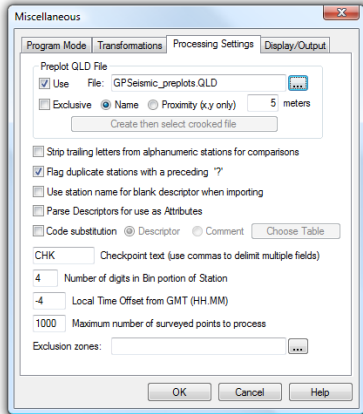 Miscellaneous
Program Mode Transformations Processing Settings Display/Output
Preplot QLD File
Use File: GPSeismic_preplots.QLD ...
Exclusive Name Proximity (x.y only) 5 meters
Create then select crooked file
Strip trailing letters from alphanumeric stations for comparisons
Flag duplicate stations with a preceding '?'
Use station name for blank descriptor when importing
Parse Descriptors for use as Attributes
Code substitution Descriptor Comment Choose Table
CHK Checkpoint text (use commas to delimit multiple fields)
4 Number of digits in Bin portion of Station
-4 Local Time Offset from GMT (HH.MM)
1000 Maximum number of surveyed points to process
Exclusion zones: ...
OK Cancel Help